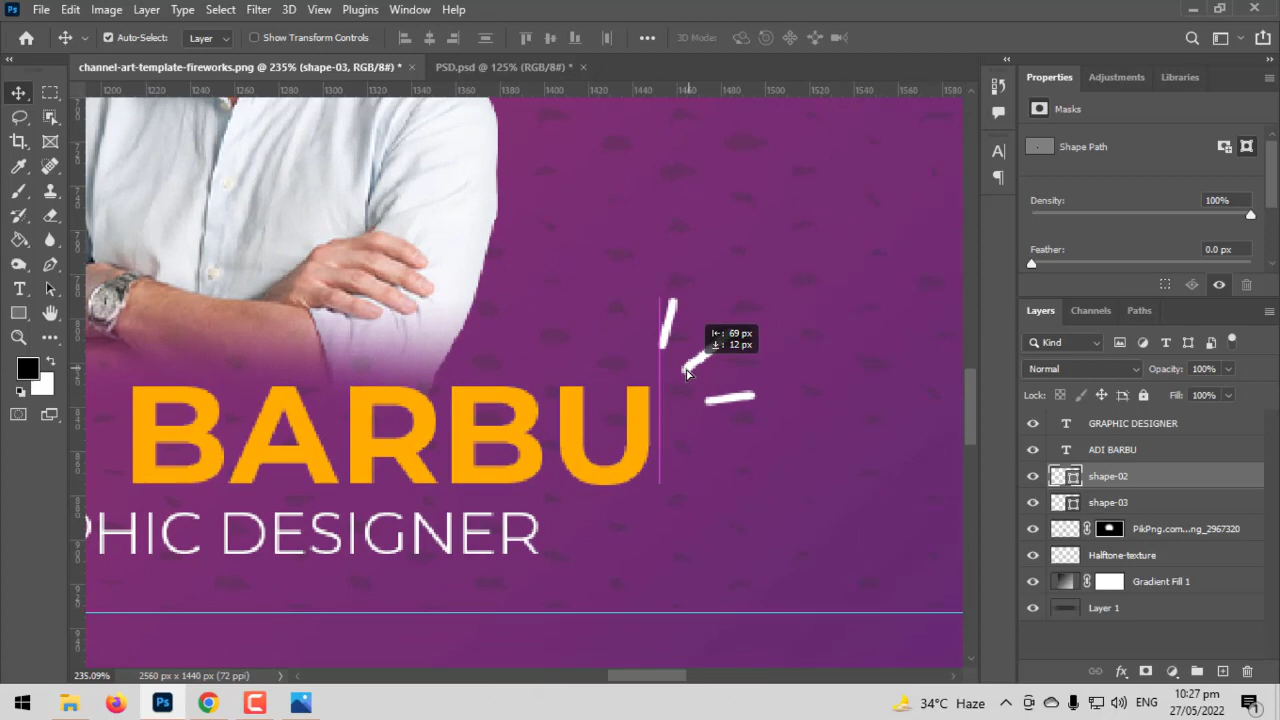 Ps File Edit Image Layer Type Select Filter 3D View Plugins Window Help
Auto-Select: Layer Show Transform Controls 3D Mode:
channel-art-template-fireworks.png @ 235% (shape-03, RGB/8#) * PSD.psd @ 125% (RGB/8#) *
1200 1220 1240 1260 1280 1300 1320 1340 1360 1380 1400 1420 1440 1460 1480 1500 1520 1540 1560 1580
Properties Adjustments Libraries
Masks
Shape Path
Density: 100%
Feather: 0.0 px
69 px
12 px
BARBU
PHIC DESIGNER
Layers Channels Paths
Kind
Normal Opacity: 100%
Lock: Fill: 100%
GRAPHIC DESIGNER
ADI BARBU
shape-02
shape-03
PikPng.com...ng_2967320
Halftone-texture
Gradient Fill 1
Layer 1
235.09% 2560 px x 1440 px (72 ppi)
34°C Haze ENG 10:27 pm
27/05/2022